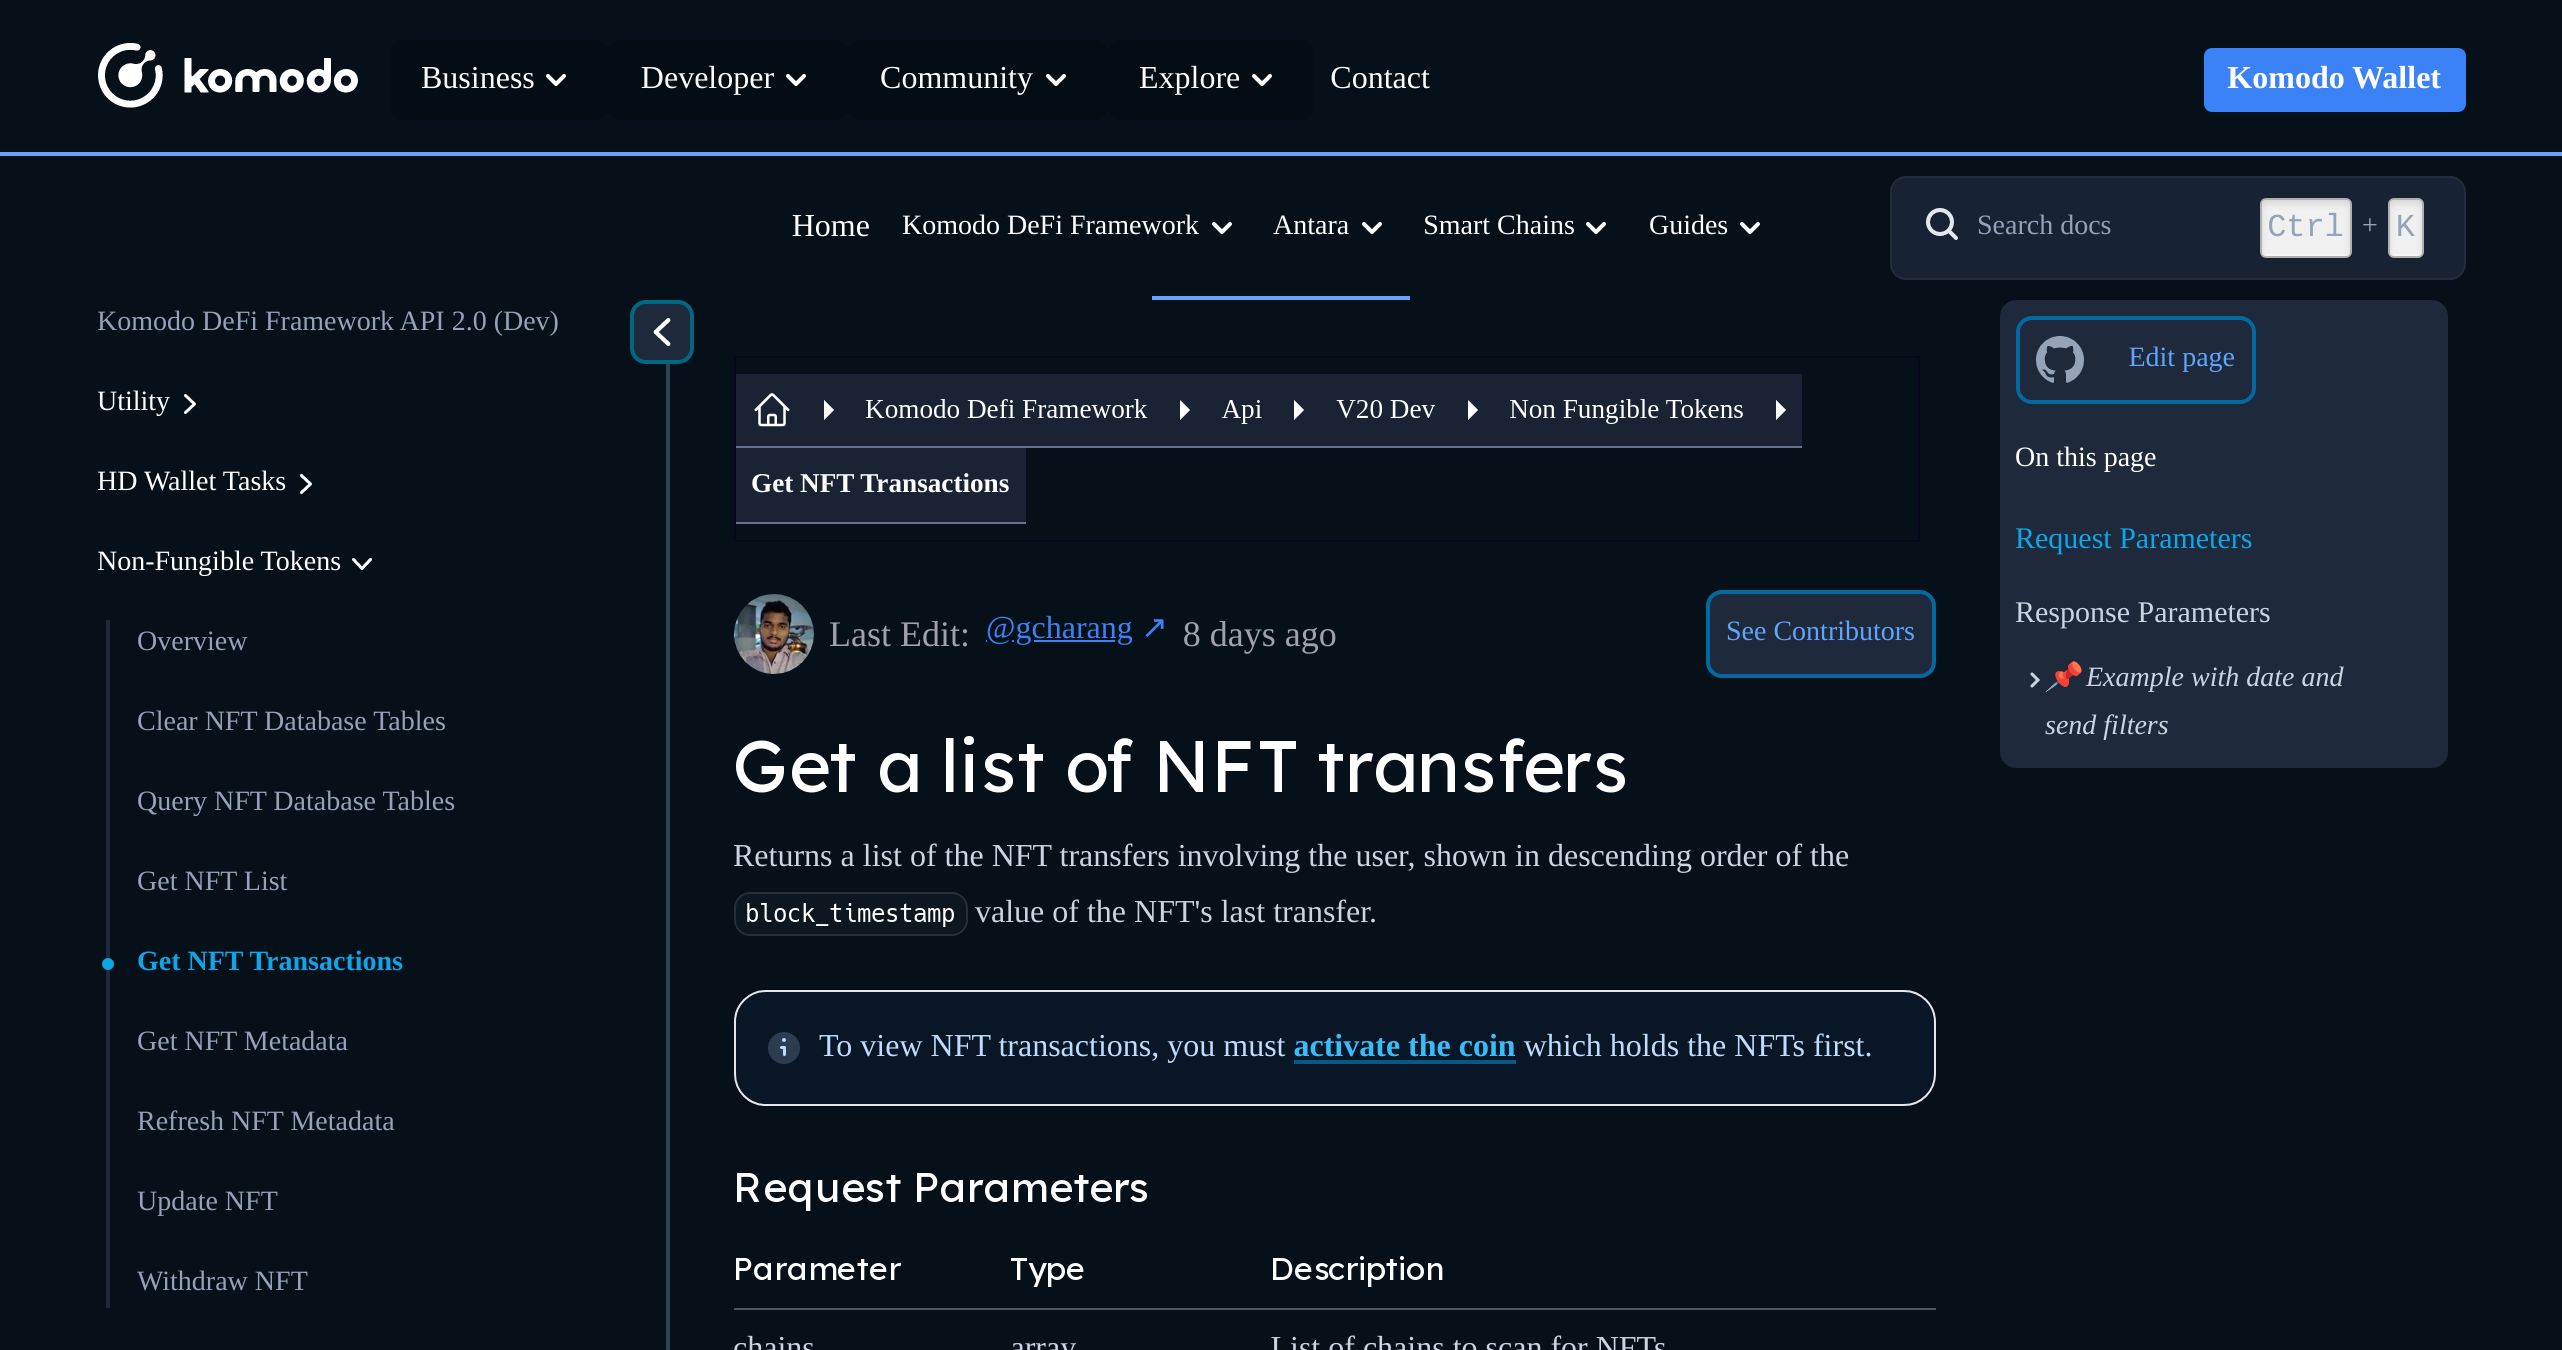 komodo
Business
Developer
Community
Explore
Contact
Komodo Wallet
Home
Komodo DeFi Framework
Antara
Smart Chains
Guides
Search docs
Ctrl + K
Komodo DeFi Framework API 2.0 (Dev)
Utility
HD Wallet Tasks
Non-Fungible Tokens
Overview
Clear NFT Database Tables
Query NFT Database Tables
Get NFT List
Get NFT Transactions
Get NFT Metadata
Refresh NFT Metadata
Update NFT
Withdraw NFT
Komodo Defi Framework
Api
V20 Dev
Non Fungible Tokens
Get NFT Transactions
Last Edit: @gcharang ↗ 8 days ago
See Contributors
Get a list of NFT transfers
Returns a list of the NFT transfers involving the user, shown in descending order of the
block_timestamp value of the NFT's last transfer.
To view NFT transactions, you must activate the coin which holds the NFTs first.
Request Parameters
Parameter Type Description
chains array List of chains to scan for NFTs
Edit page
On this page
Request Parameters
Response Parameters
📌 Example with date and
send filters